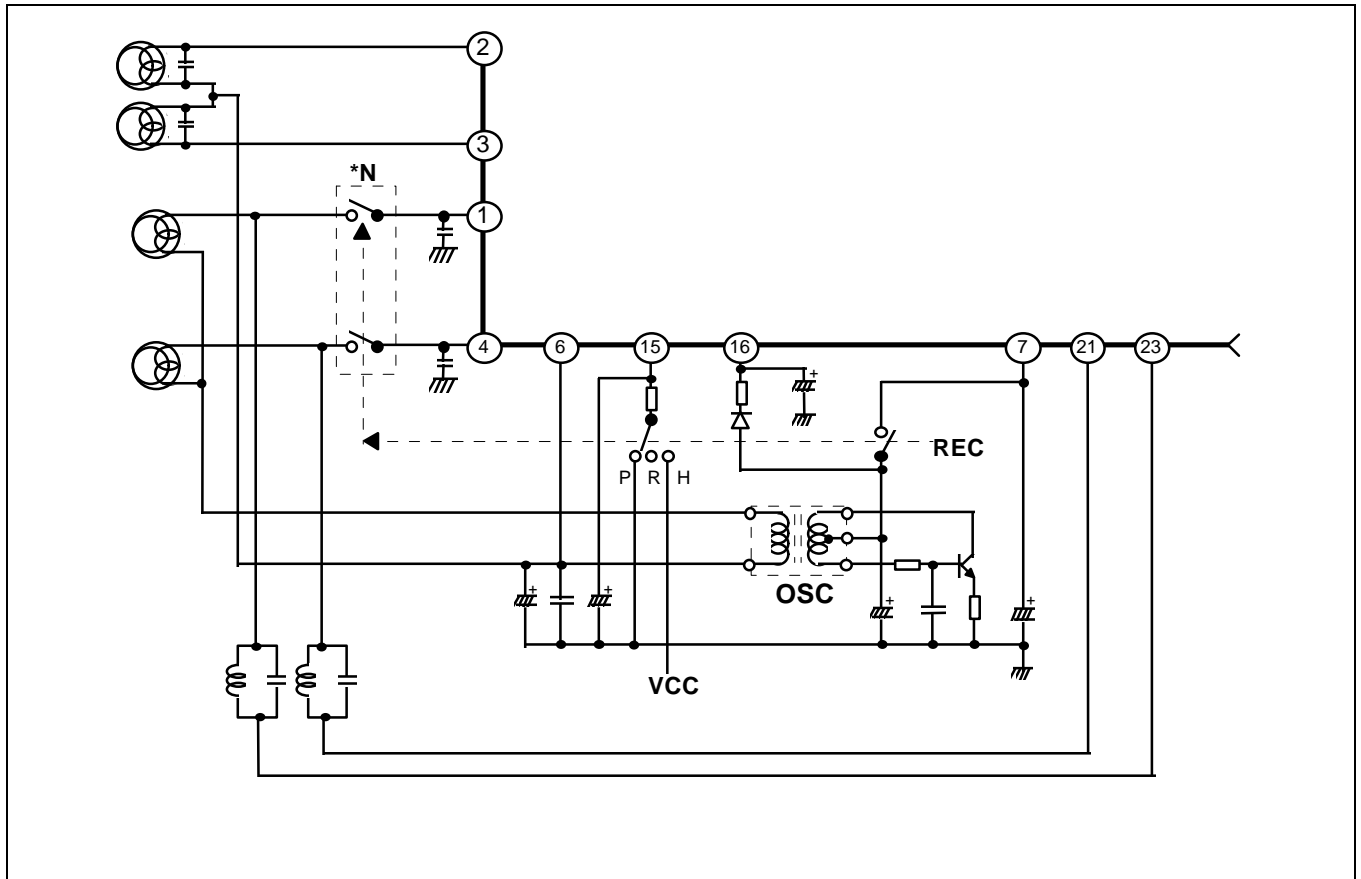 2
3
*N
1
4 6 15 16 7 21 23
+
REC
P R H
OSC
+ + + +
VCC